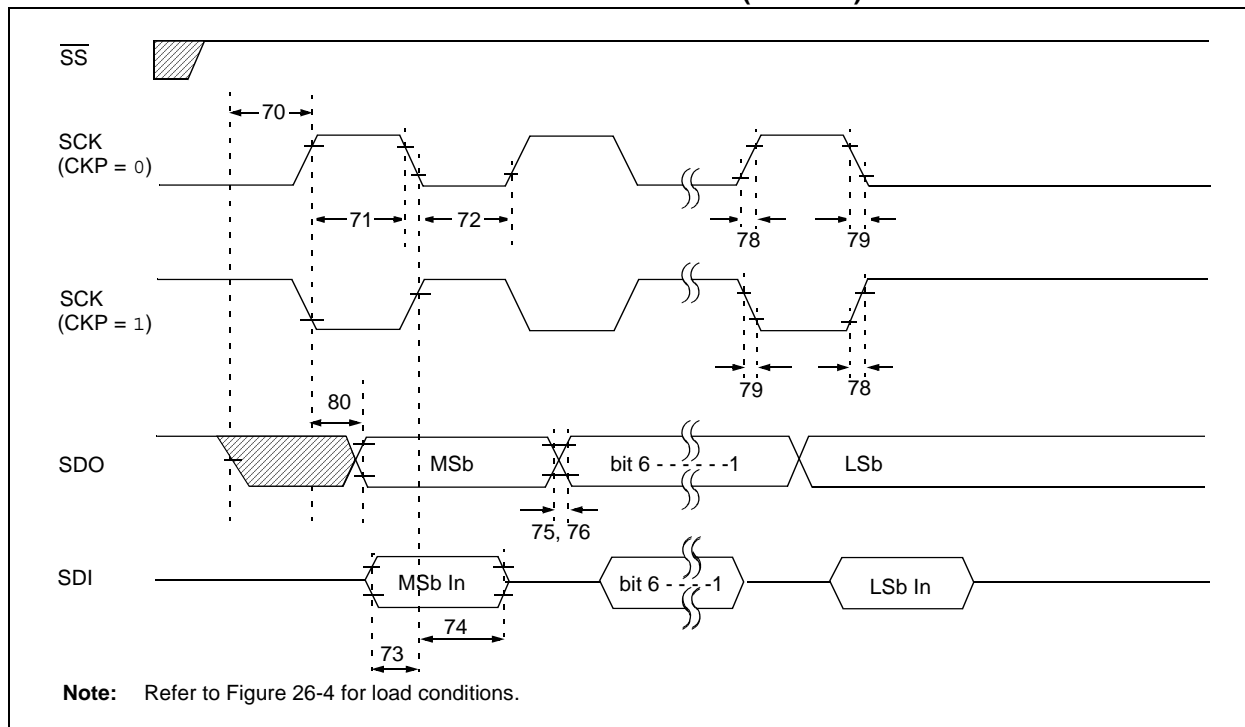 SS
70
SCK
(CKP = 0)
71
72
78
79
SCK
(CKP = 1)
79
78
80
SDO
MSb
bit 6 - - - - - -1
LSb
75, 76
SDI
MSb In
bit 6 - - - -1
LSb In
74
73
Note: Refer to Figure 26-4 for load conditions.